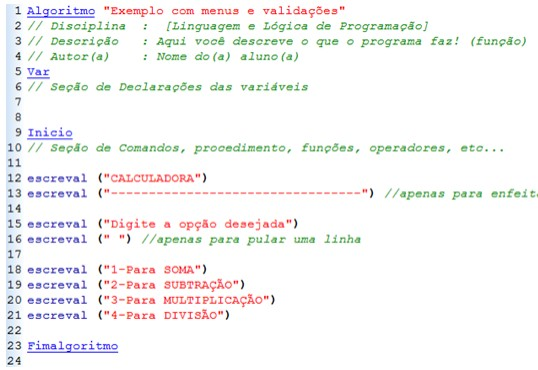 1 Algoritmo "Exemplo com menus e validações"
2 // Disciplina  :  [Linguagem e Lógica de Programação]
3 // Descrição   : Aqui você descreve o que o programa faz! (função)
4 // Autor(a)    : Nome do(a) aluno(a)
5 Var
6 // Seção de Declarações das variáveis
7
8
9 Inicio
10 // Seção de Comandos, procedimento, funções, operadores, etc...
11
12 escreval ("CALCULADORA")
13 escreval ("---------------------------------") //apenas para enfeit
14
15 escreval ("Digite a opção desejada")
16 escreval (" ") //apenas para pular uma linha
17
18 escreval ("1-Para SOMA")
19 escreval ("2-Para SUBTRAÇÃO")
20 escreval ("3-Para MULTIPLICAÇÃO")
21 escreval ("4-Para DIVISÃO")
22
23 Fimalgoritmo
24